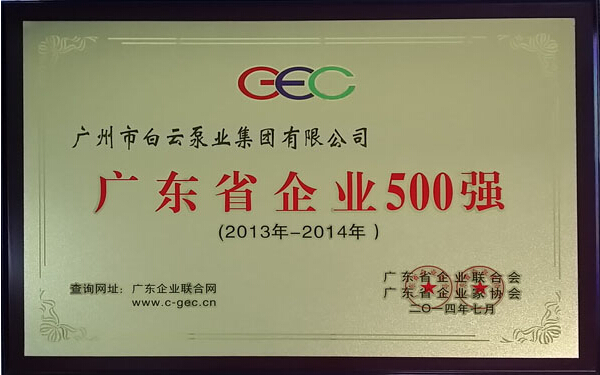 GEC
广州市白云泵业集团有限公司
广东省企业500强
(2013年-2014年)
查询网址：广东企业联合网
www.c-gec.cn
广东省企业联合会
广东省企业家协会
二〇一四年七月